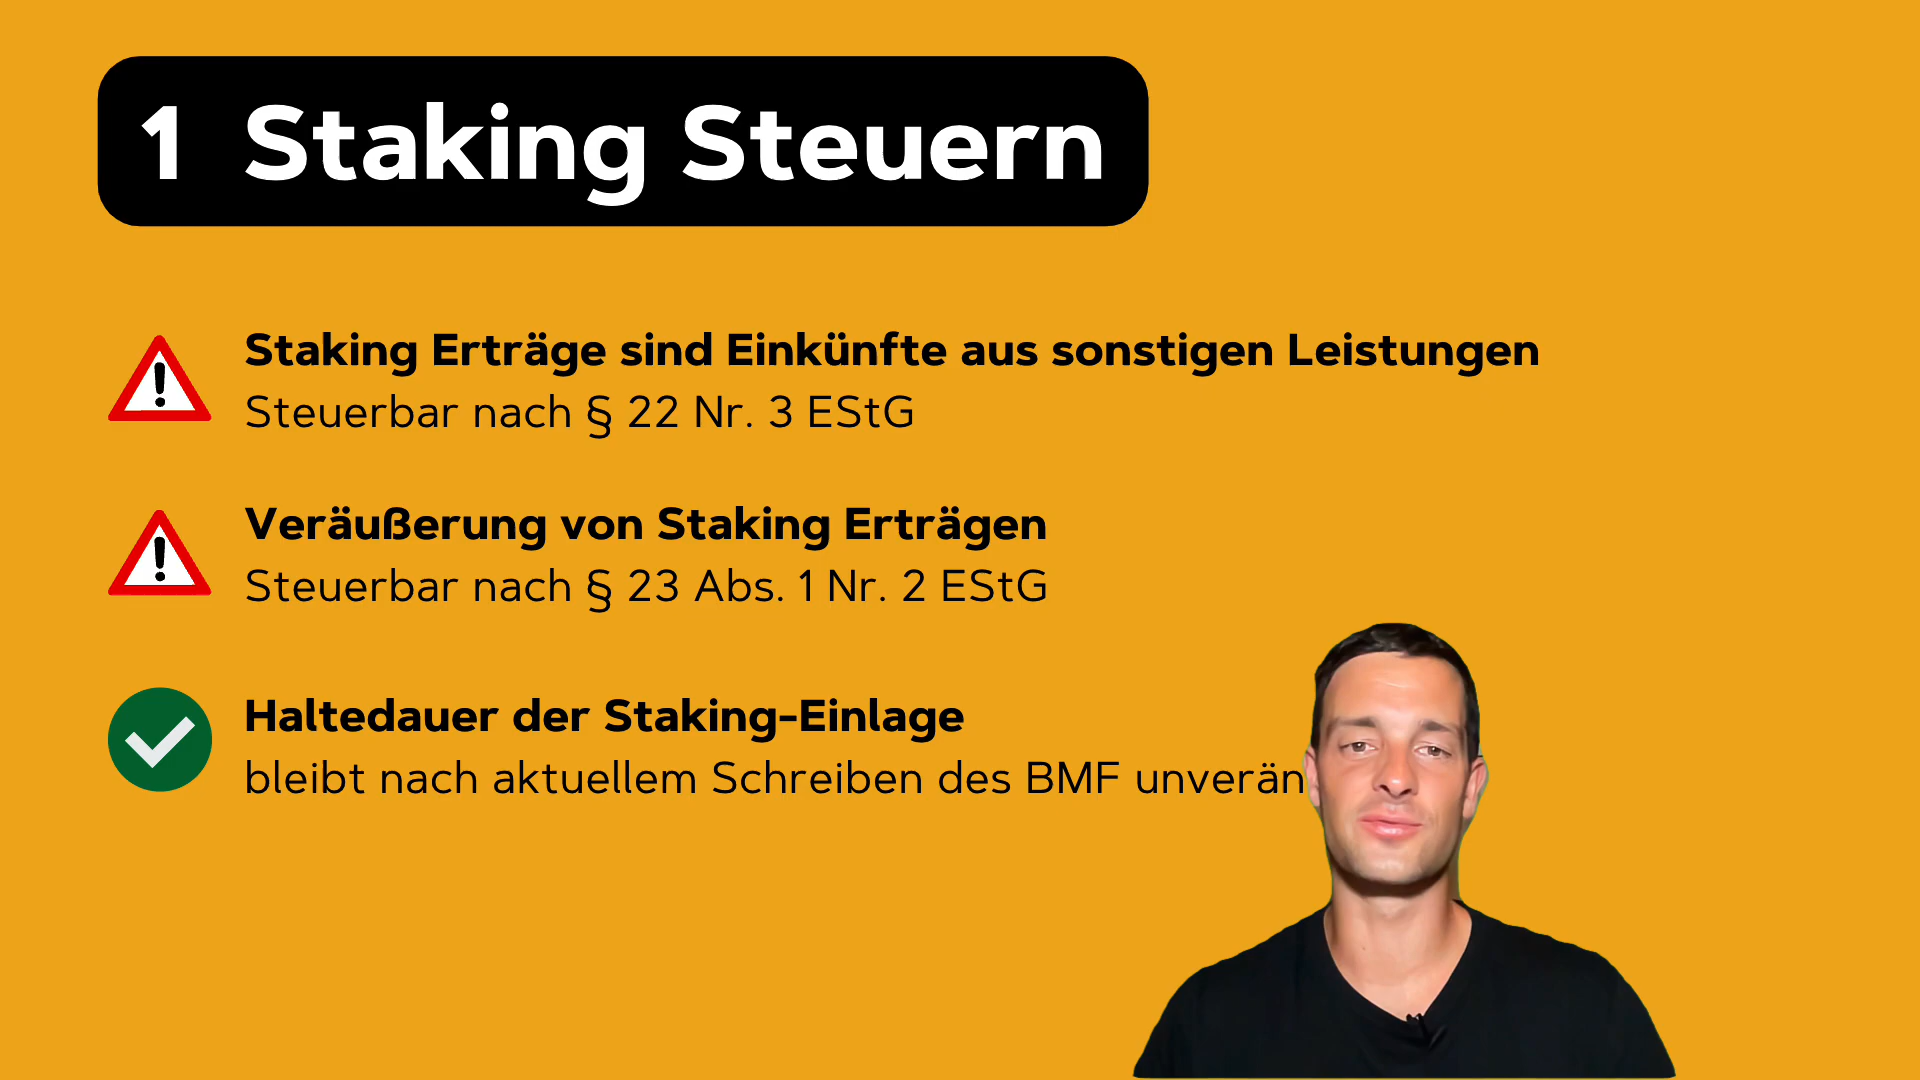 1 Staking Steuern
Staking Erträge sind Einkünfte aus sonstigen Leistungen
Steuerbar nach § 22 Nr. 3 EStG
Veräußerung von Staking Erträgen
Steuerbar nach § 23 Abs. 1 Nr. 2 EStG
Haltedauer der Staking-Einlage
bleibt nach aktuellem Schreiben des BMF